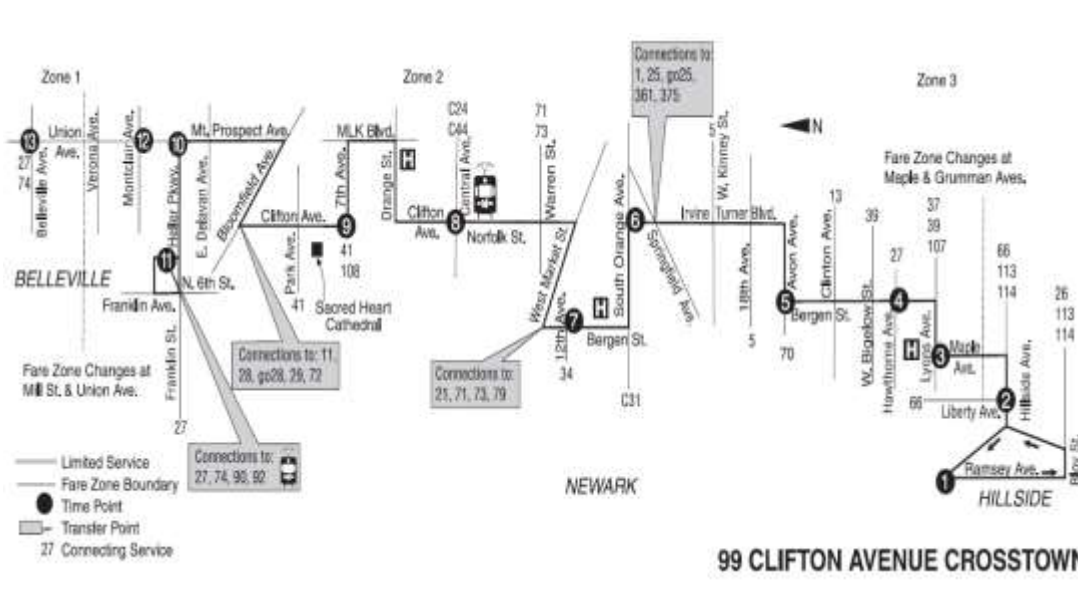 Zone 1
Zone 2
Zone 3
Connections to:
1, 25, go25,
361, 375
N
Fare Zone Changes at
Maple & Grumman Aves.
13
Union
Ave.
27
74
Belleville Ave.
Verona Ave.
Montclair Ave.
12
10
Mt. Prospect Ave.
Heller Pkwy.
E. Delavan Ave.
Bloomfield Ave.
11
N. 6th St.
Franklin Ave.
Franklin St.
27
BELLEVILLE
Fare Zone Changes at
Mill St. & Union Ave.
Clifton Ave.
Park Ave.
41
Sacred Heart
Cathedral
7th Ave.
9
41
108
MLK Blvd.
Orange St.
H
Clifton
Ave.
C24
C44
Central Ave.
8
Norfolk St.
71
73
Warren St.
West Market St.
12th Ave.
34
7
H
Bergen St.
South Orange Ave.
C31
6
Springfield Ave.
Irvine Turner Blvd.
5
W. Kinney St.
18th Ave.
5
Avon Ave.
5
70
13
Clinton Ave.
Bergen St.
39
W. Bigelow St.
27
Hawthorne Ave.
4
37
39
107
Lyons Ave.
H
3
Maple
Ave.
66
66
113
114
2
Liberty Ave.
Hillside Ave.
26
113
114
Bloy St.
Ramsey Ave.
1
HILLSIDE
NEWARK
Connections to: 11,
28, go28, 29, 72
Connections to:
21, 71, 73, 79
Connections to:
27, 74, 90, 92
Limited Service
Fare Zone Boundary
Time Point
Transfer Point
27 Connecting Service
99 CLIFTON AVENUE CROSSTOWN